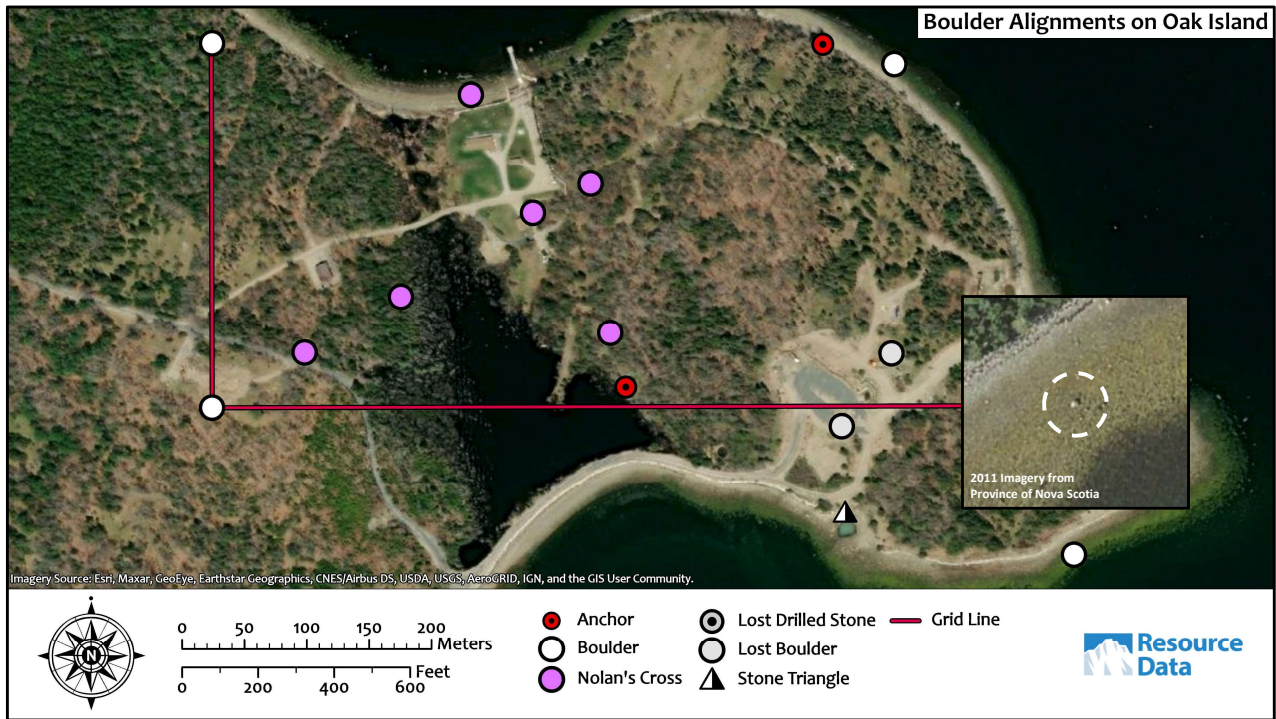 Boulder Alignments on Oak Island
2011 Imagery from
Province of Nova Scotia
Imagery Source: Esri, Maxar, GeoEye, Earthstar Geographics, CNES/Airbus DS, USDA, USGS, AeroGRID, IGN, and the GIS User Community.
N
0 50 100 150 200
Meters
Feet
0 200 400 600
Anchor
Boulder
Nolan's Cross
Lost Drilled Stone
Lost Boulder
Stone Triangle
Grid Line
Resource
Data